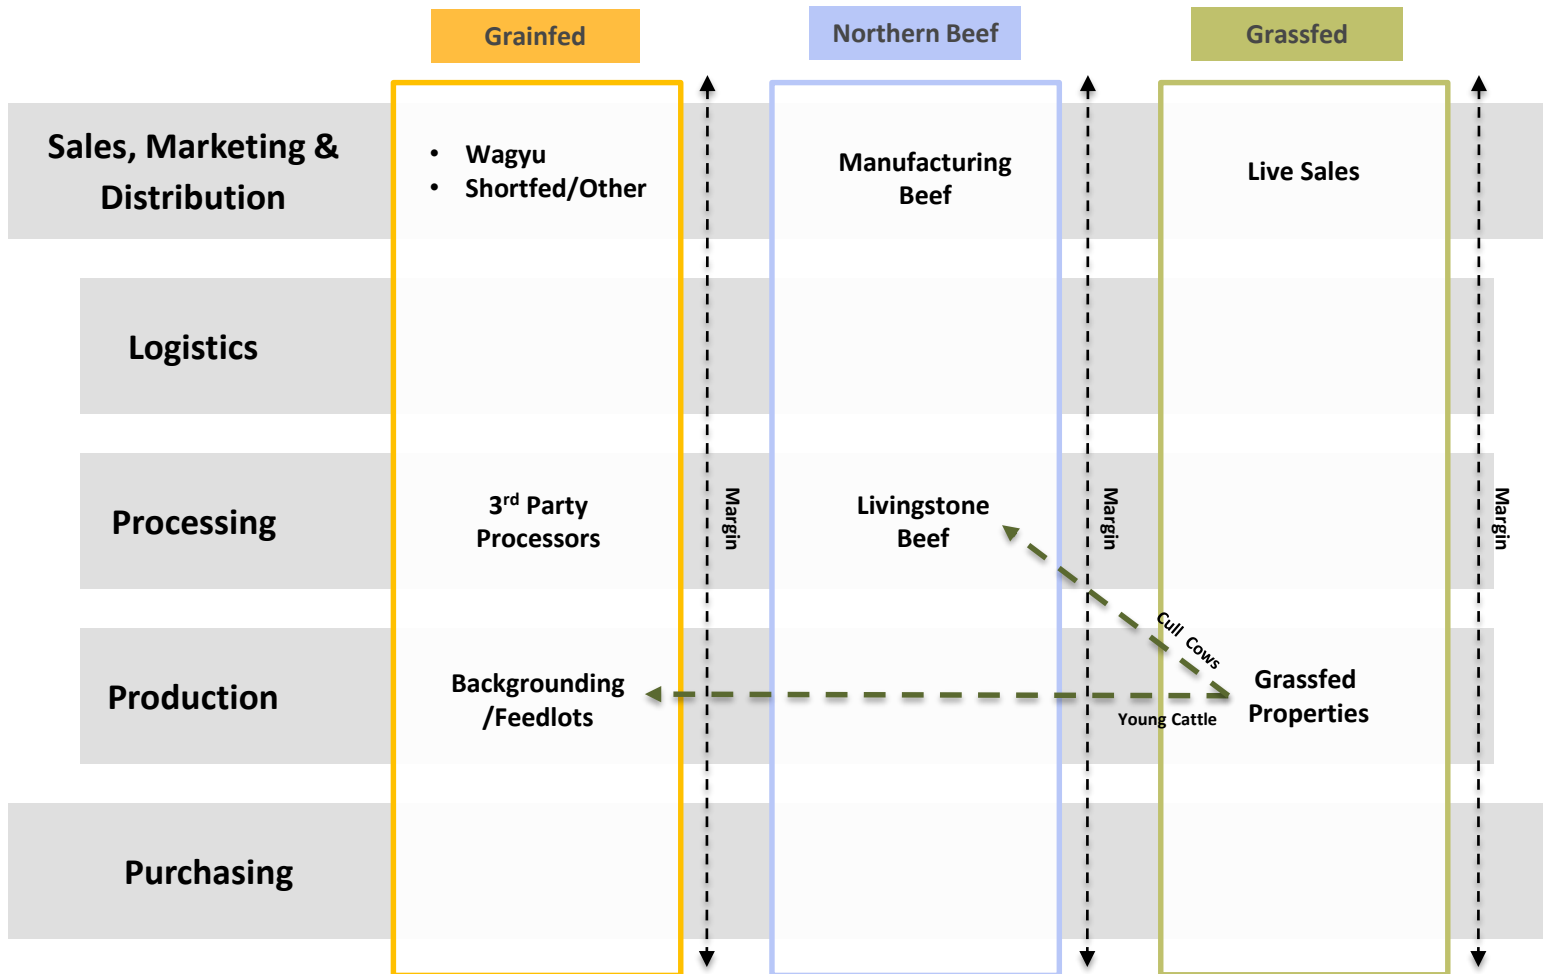 Grainfed
Northern Beef
Grassfed
Sales, Marketing &
Distribution
• Wagyu
• Shortfed/Other
Manufacturing
Beef
Live Sales
Logistics
Processing
3rd Party
Processors
Margin
Livingstone
Beef
Margin
Margin
Cull Cows
Production
Backgrounding
/Feedlots
Young Cattle
Grassfed
Properties
Purchasing